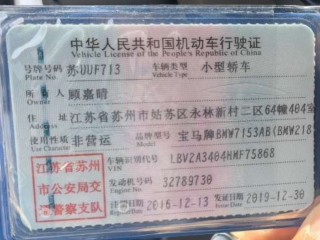 中华人民共和国机动车行驶证
Vehicle License of the People's Republic of China
号牌号码 苏UUF713 车辆类型 小型轿车
Plate No. Vehicle Type
所有人 顾嘉晴
Owner
住址 江苏省苏州市姑苏区永林新村二区64幢404室
Address
使用性质 非营运 品牌型号 宝马牌BMW7153AB(BMW218
Use Character Model
江苏省苏州市公安局交通警察支队
车辆识别代号 LBV2A3404HMF75868
VIN
发动机号码 32789730
Engine No.
注册日期 2016-12-13 发证日期 2019-12-30
Register Date Issue Date